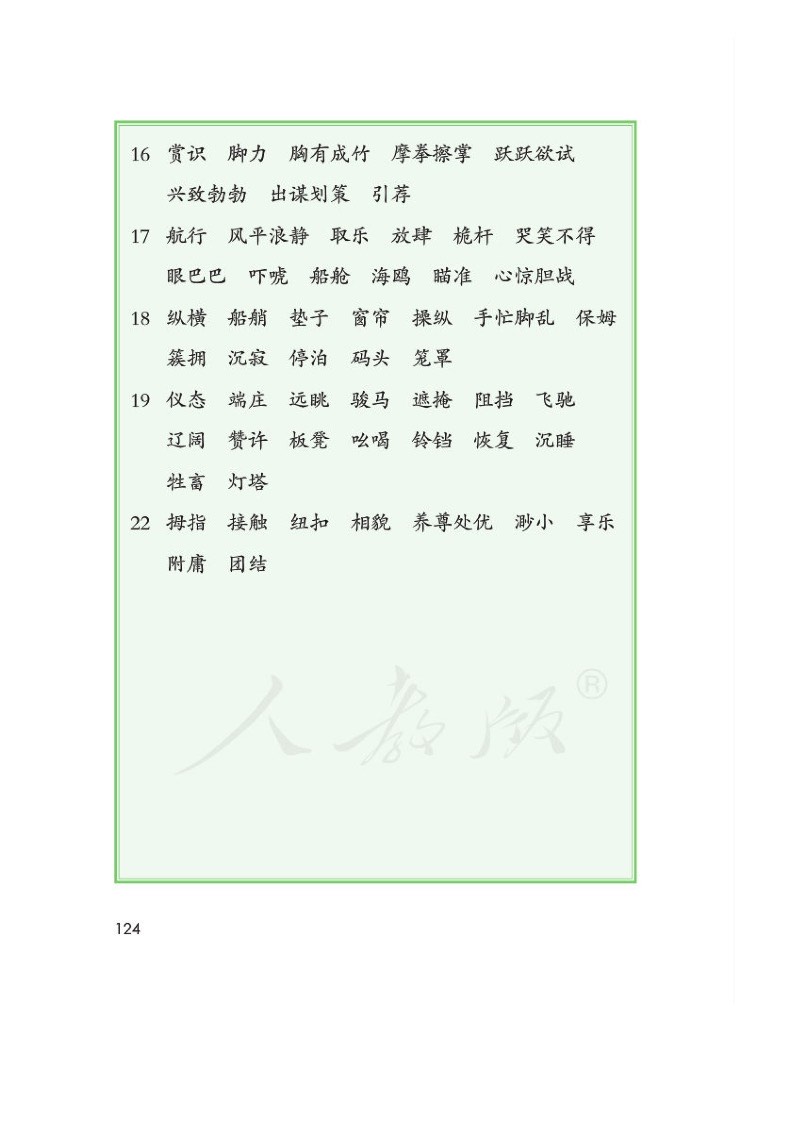 16 赏识 脚力 胸有成竹 摩拳擦掌 跃跃欲试
兴致勃勃 出谋划策 引荐
17 航行 风平浪静 取乐 放肆 桅杆 哭笑不得
眼巴巴 吓唬 船舱 海鸥 瞄准 心惊胆战
18 纵横 船艄 垫子 窗帘 操纵 手忙脚乱 保姆
簇拥 沉寂 停泊 码头 笼罩
19 仪态 端庄 远眺 骏马 遮掩 阻挡 飞驰
辽阔 赞许 板凳 吆喝 铃铛 恢复 沉睡
牲畜 灯塔
22 拇指 接触 纽扣 相貌 养尊处优 渺小 享乐
附庸 团结
人教版®
124